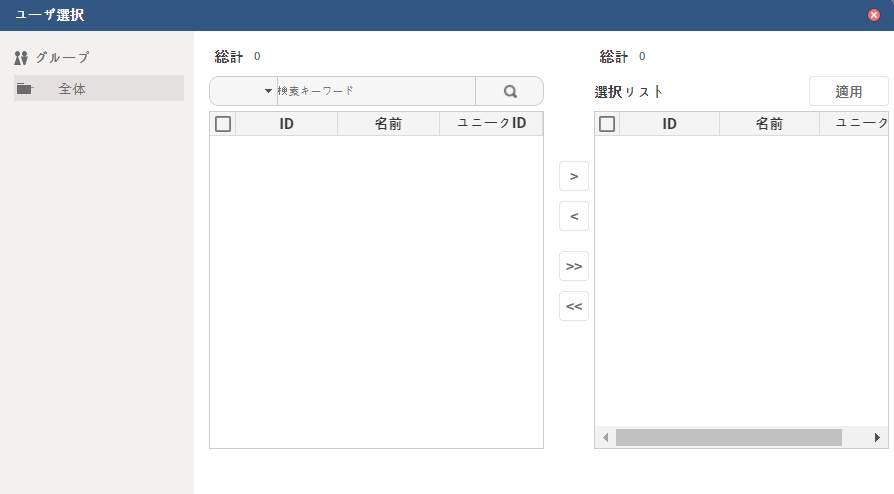 ユーザ選択
グループ
全体
総計 0
検索キーワード
ID 名前 ユニークID
>
<
>>
<<
総計 0
選択リスト 適用
ID 名前 ユニーク